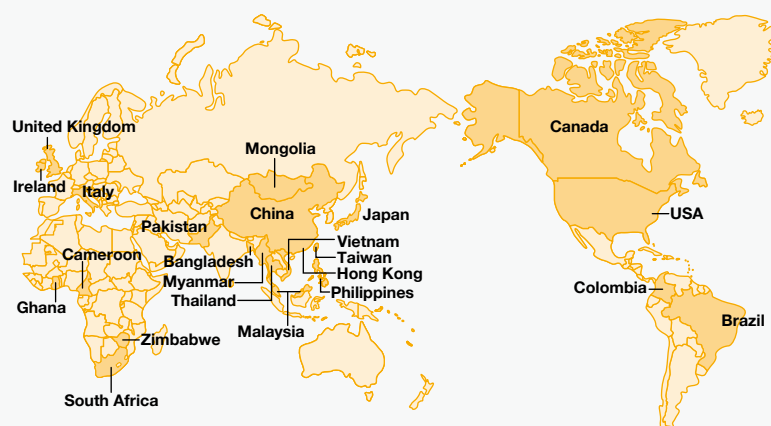 United Kingdom
Mongolia
Canada
Ireland
Italy
China
Japan
USA
Pakistan
Vietnam
Cameroon
Taiwan
Bangladesh
Hong Kong
Myanmar
Colombia
Philippines
Thailand
Ghana
Brazil
Malaysia
Zimbabwe
South Africa